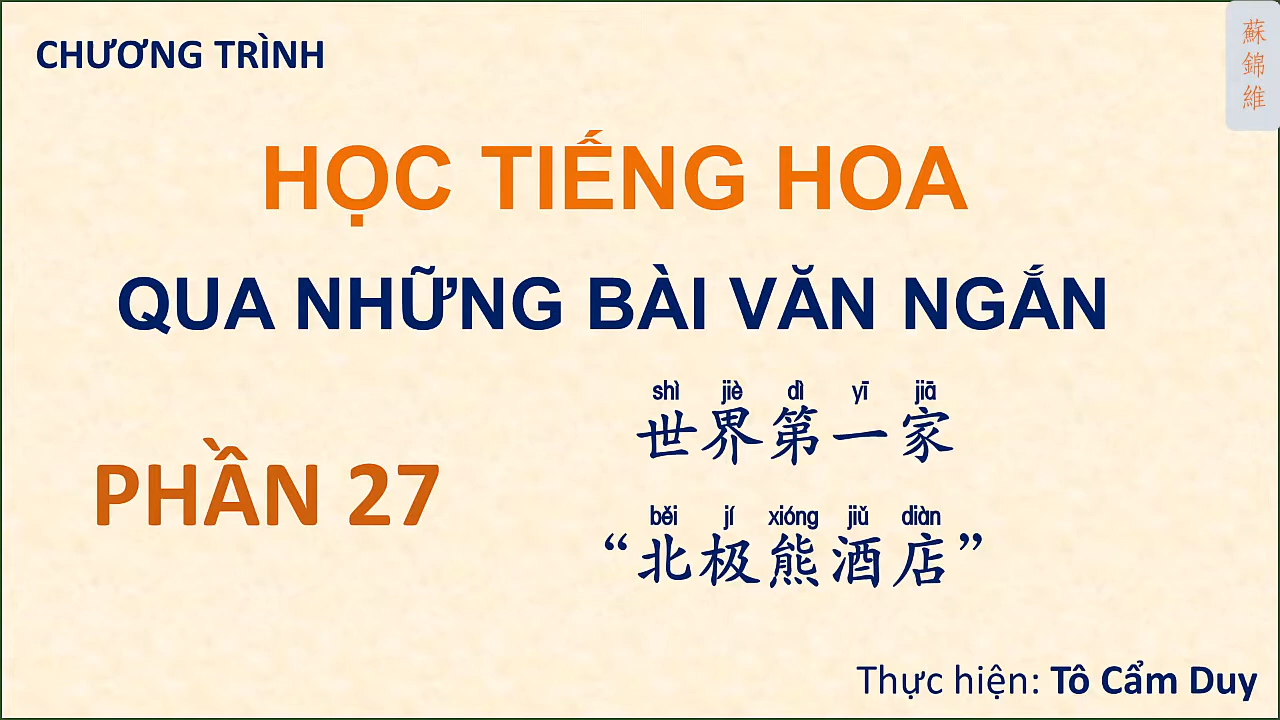 CHƯƠNG TRÌNH
蘇錦維
HỌC TIẾNG HOA
QUA NHỮNG BÀI VĂN NGẮN
PHẦN 27
shì jiè dì yī jiā
世界第一家
běi jí xióng jiǔ diàn
“北极熊酒店”
Thực hiện: Tô Cẩm Duy